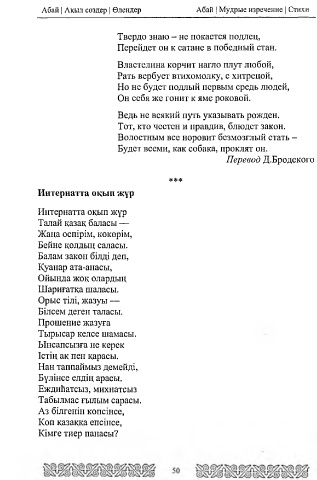 Абай | Ақыл сөздер | Өлеңдер
Абай | Мудрые изречение | Стихи
Твердо знаю – не покается подлец,
Перейдет он к сатане в победный стан.
Властелина корчит нагло плут любой,
Рать вербует втихомолку, с хитрецой,
Но не будет подлый первым средь людей,
Он себя же гонит к яме роковой.
Ведь не всякий путь указывать рожден.
Тот, кто честен и правдив, блюдет закон.
Волостным все норовит безмозглый стать –
Будет всеми, как собака, проклят он.
Перевод Д.Бродского
***
Интернатта оқып жүр
Интернатта оқып жүр
Талай қазақ баласы —
Жаңа өспірім, көкөрім,
Бейне қолдың саласы.
Балам закон білді деп,
Қуанар ата-анасы,
Ойында жоқ олардың
Шариғатқа шаласы.
Орыс тілі, жазуы —
Білсем деген таласы.
Прошение жазуға
Тырысар келсе шамасы.
Ынсапсызға не керек
Істің ақ пен қарасы.
Нан таппаймыз демейді,
Бүлінсе елдің арасы.
Еждиһатсыз, михнатсыз
Табылмас ғылым сарасы.
Аз білгенін көпсінсе,
Көп қазаққа епсінсе,
Кімге тиер панасы?
50